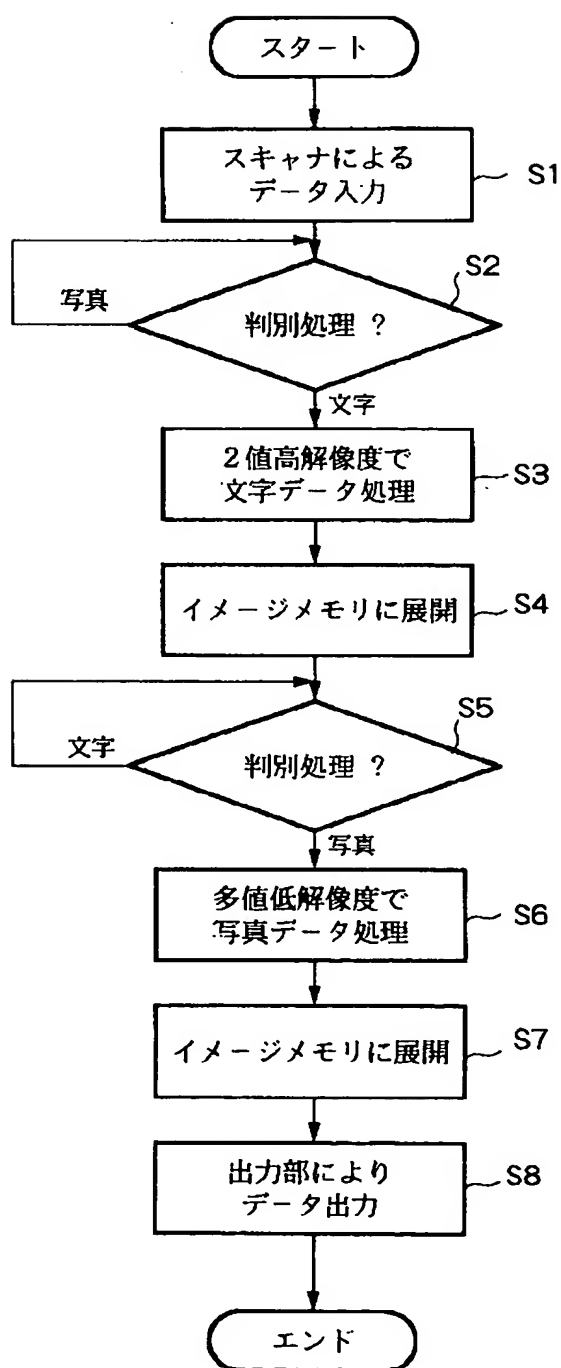 スタート
スキャナによる
データ入力
S1
S2
写真
判別処理 ?
文字
2値高解像度で
文字データ処理
S3
イメージメモリに展開
S4
S5
文字
判別処理 ?
写真
多値低解像度で
写真データ処理
S6
イメージメモリに展開
S7
出力部により
データ出力
S8
エンド